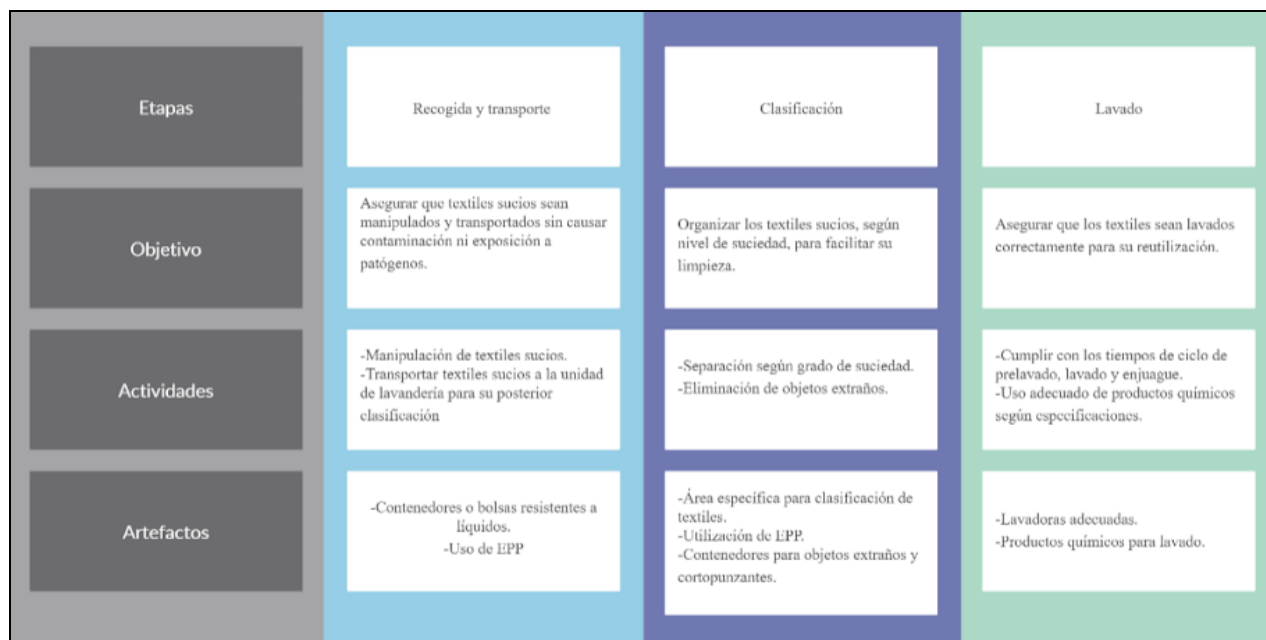 Etapas
Recogida y transporte
Clasificación
Lavado
Objetivo
Asegurar que textiles sucios sean
manipulados y transportados sin causar
contaminación ni exposición a
patógenos.
Organizar los textiles sucios, según
nivel de suciedad, para facilitar su
limpieza.
Asegurar que los textiles sean lavados
correctamente para su reutilización.
Actividades
-Manipulación de textiles sucios.
-Transportar textiles sucios a la unidad
de lavandería para su posterior
clasificación
-Separación según grado de suciedad.
-Eliminación de objetos extraños.
-Cumplir con los tiempos de ciclo de
prelavado, lavado y enjuague.
-Uso adecuado de productos químicos
según especificaciones.
Artefactos
-Contenedores o bolsas resistentes a
líquidos.
-Uso de EPP
-Área específica para clasificación de
textiles.
-Utilización de EPP.
-Contenedores para objetos extraños y
cortopunzantes.
-Lavadoras adecuadas.
-Productos químicos para lavado.